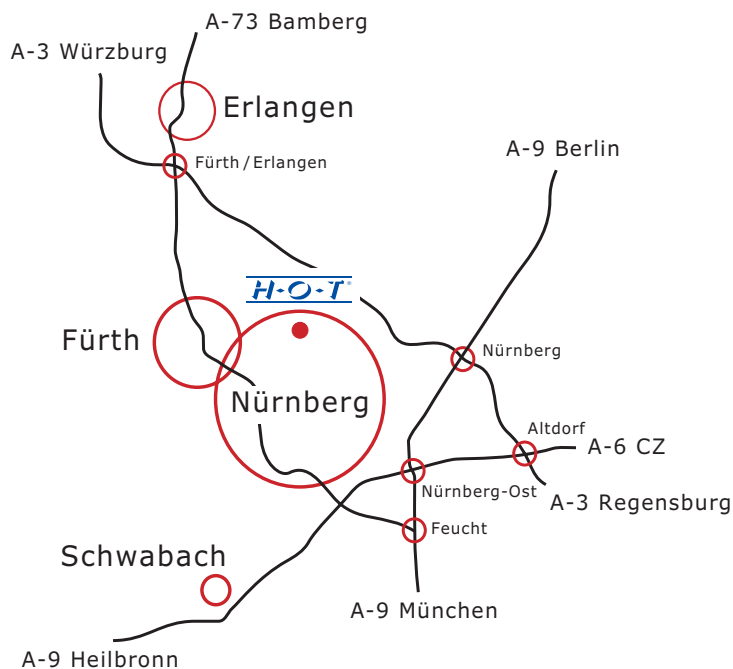 A-73 Bamberg
A-3 Würzburg
Erlangen
A-9 Berlin
Fürth / Erlangen
H·O·T®
Fürth
Nürnberg
Nürnberg
Altdorf
A-6 CZ
Nürnberg-Ost
A-3 Regensburg
Feucht
Schwabach
A-9 München
A-9 Heilbronn